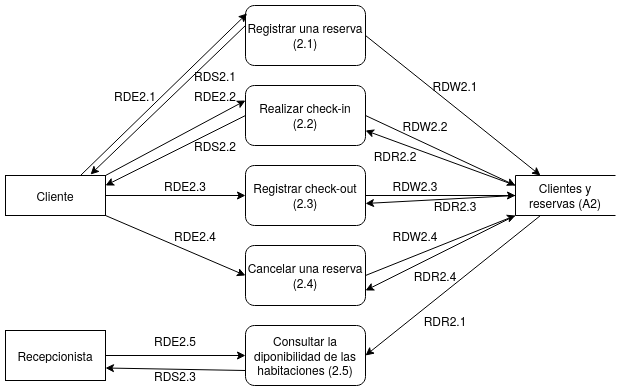 Registrar una reserva
(2.1)
RDS2.1
RDE2.1
RDE2.2
RDW2.1
Realizar check-in
(2.2)
RDW2.2
RDS2.2
RDR2.2
Cliente
RDE2.3
Registrar check-out
(2.3)
RDW2.3
RDR2.3
Clientes y
reservas (A2)
RDE2.4
RDW2.4
Cancelar una reserva
(2.4)
RDR2.4
RDR2.1
Recepcionista
RDE2.5
RDS2.3
Consultar la
diponibilidad de las
habitaciones (2.5)